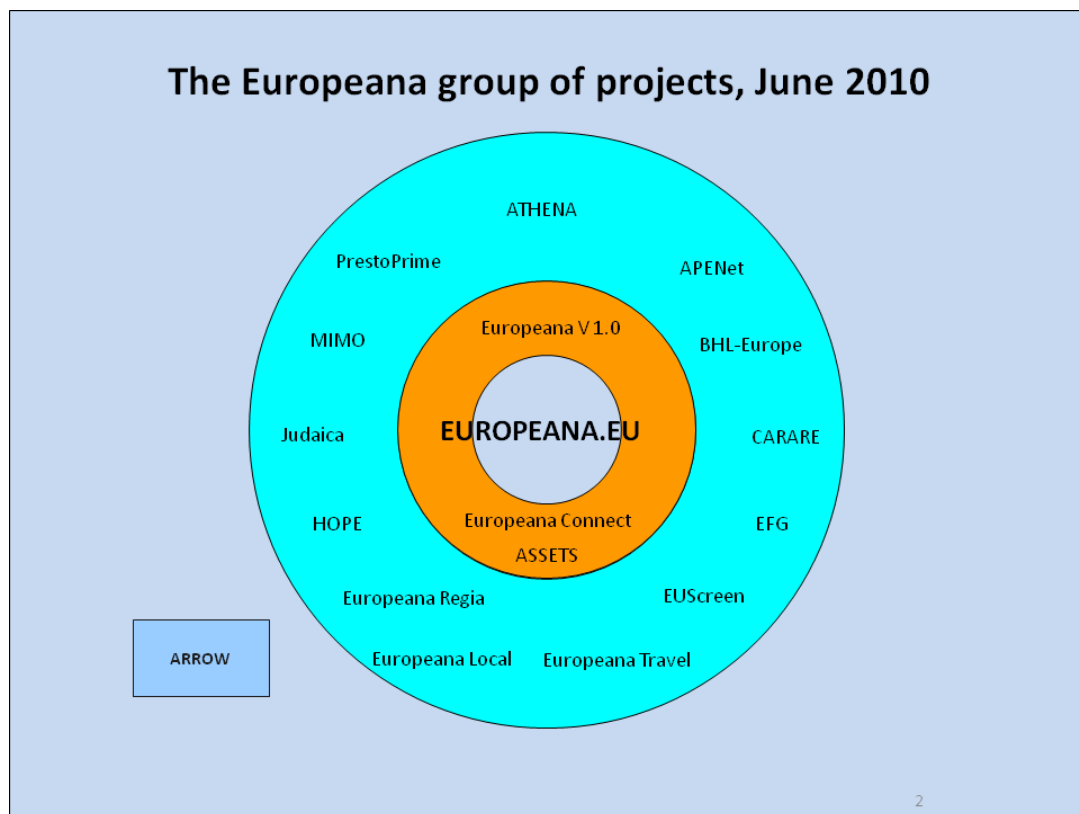 The Europeana group of projects, June 2010
ATHENA
PrestoPrime
APENet
Europeana V 1.0
MIMO
BHL-Europe
EUROPEANA.EU
Judaica
CARARE
HOPE
Europeana Connect
EFG
ASSETS
Europeana Regia
EUScreen
ARROW
Europeana Local
Europeana Travel
2